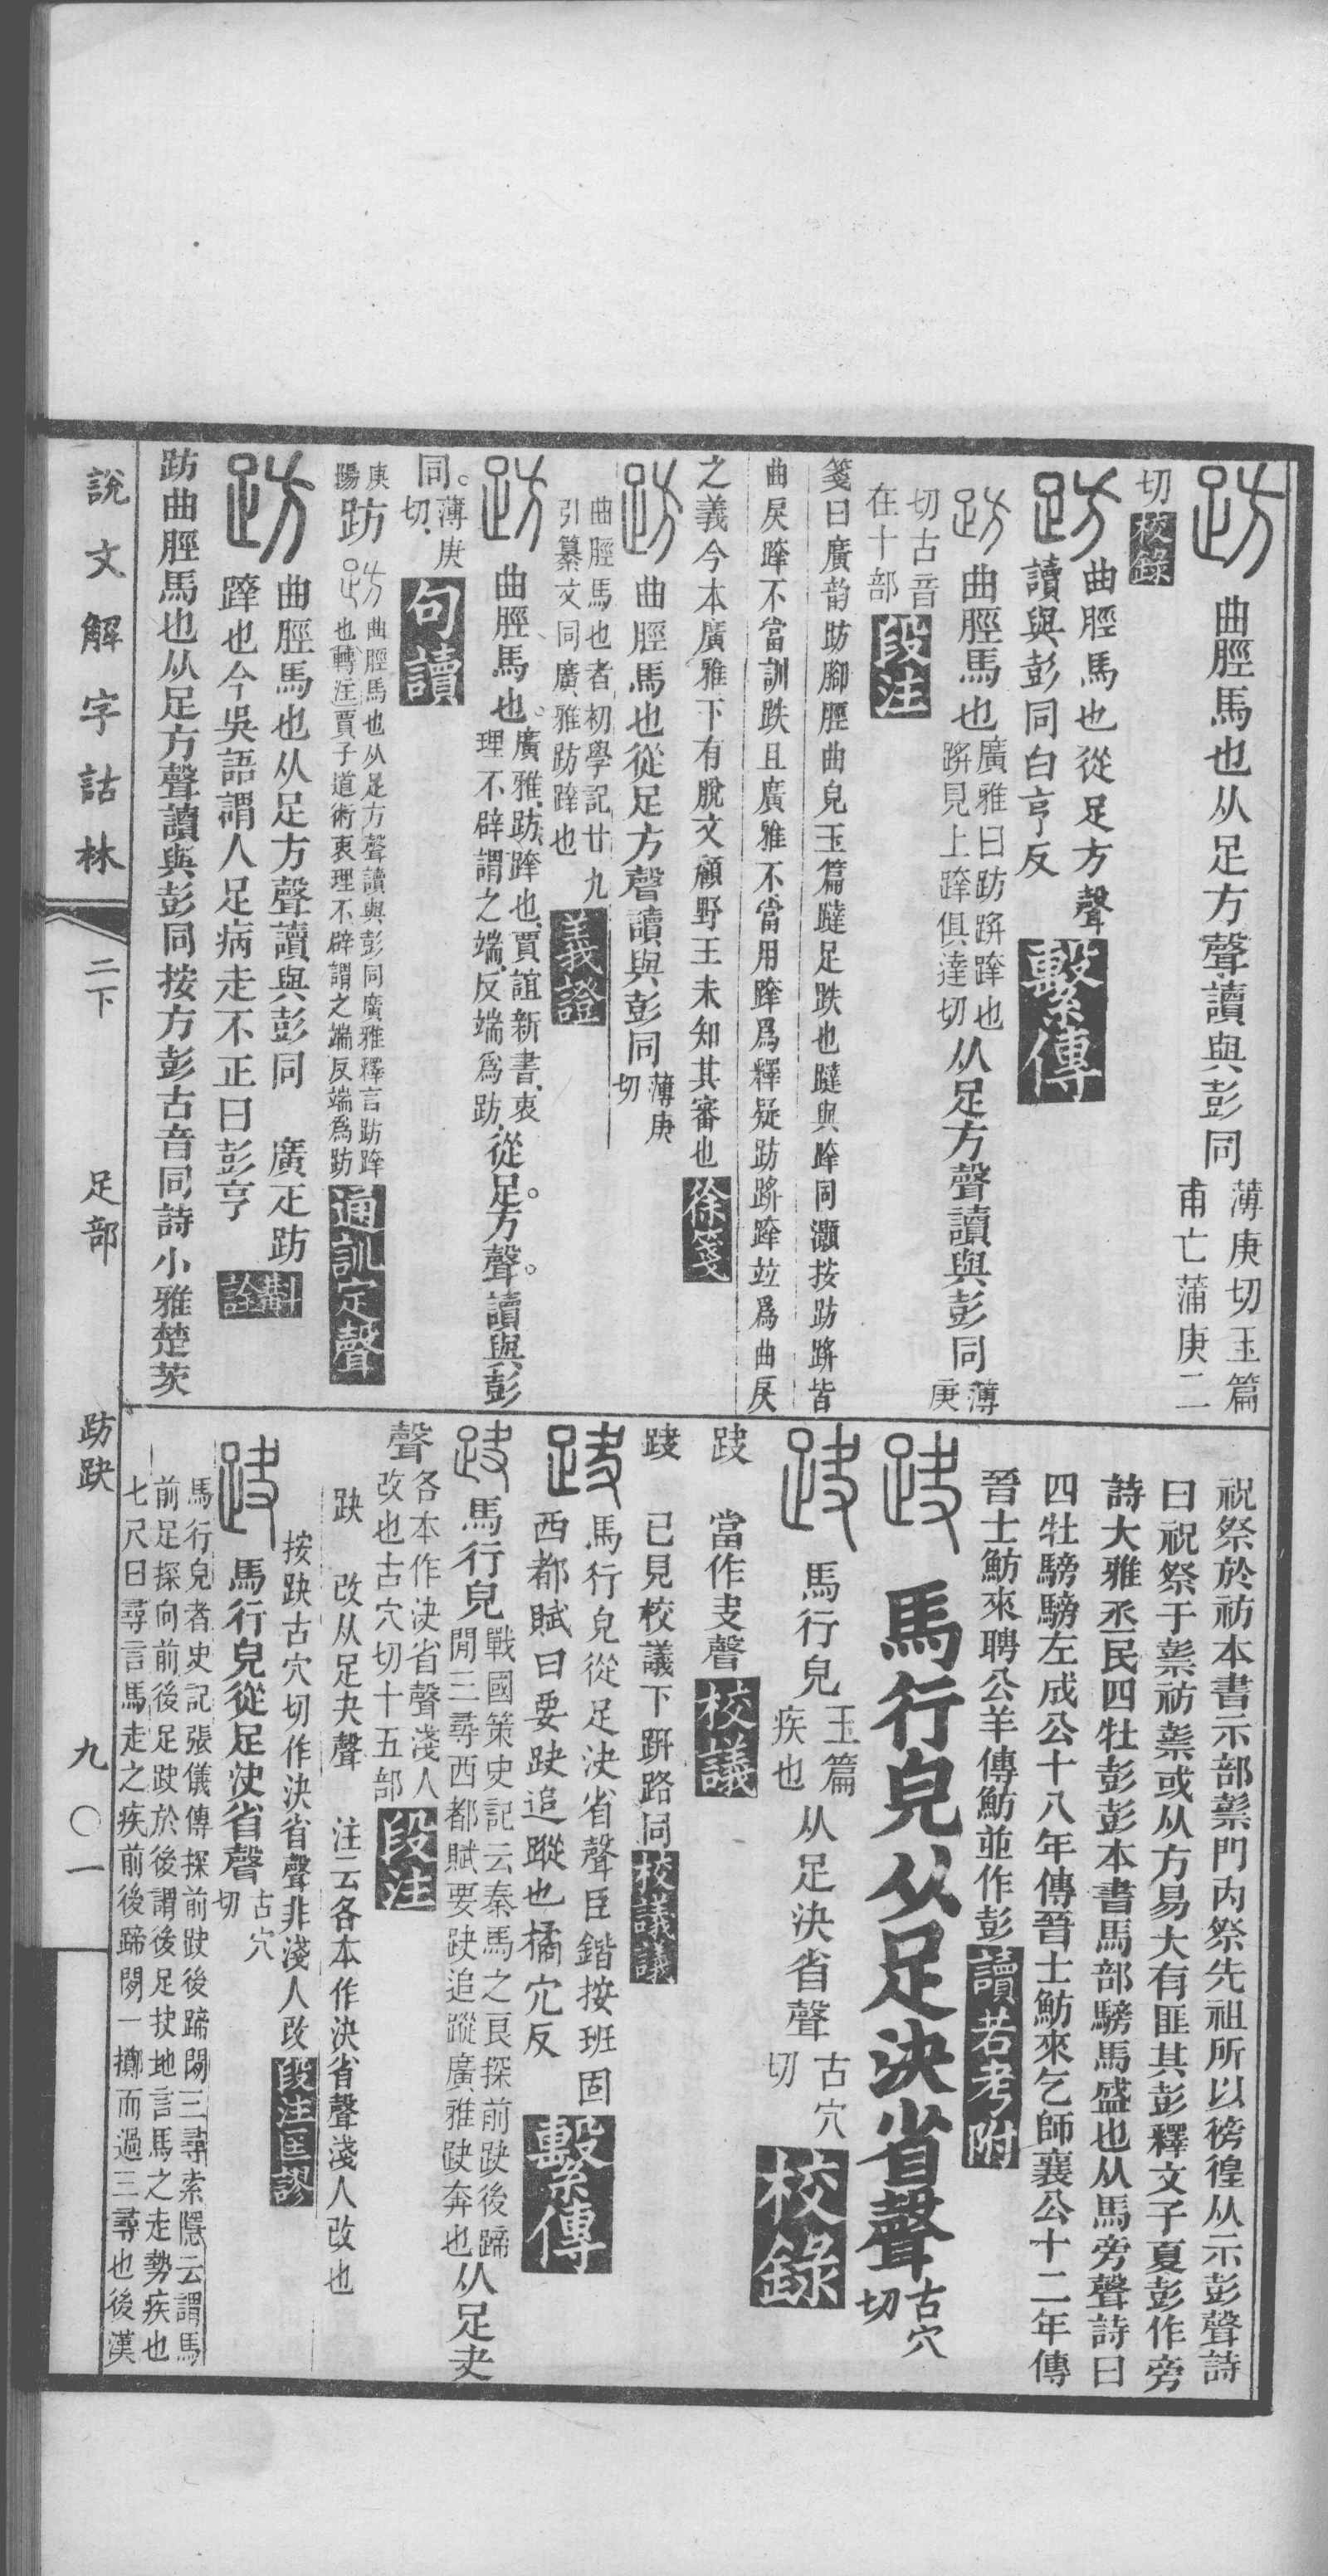 趽 曲脛馬也从足方聲讀與彭同薄庚切玉篇
甫亡蒲庚二
切校錄
趽 曲脛馬也從足方聲
讀與彭同白亨反繫傳
趽 曲脛馬也廣雅曰趽䠮踍也
䠮見上踍俱達切从足方聲讀與彭同薄庚
切古音
在十部段注
箋曰廣韵趽腳脛曲皃玉篇躂足跌也躂與踍同灝按趽䠮皆
曲戾踍不當訓跌且廣雅不當用踍爲釋疑趽䠮踍竝爲曲戾
之義今本廣雅下有脫文顧野王未知其審也徐箋
趽 曲脛馬也從足方聲讀與彭同薄庚切
曲脛馬也者初學記廿九
引纂文同廣雅趽踍也義證
趽 曲脛馬也。廣雅、趽、踍也、賈誼新書、衷
理不辟謂之端、反端爲趽、從足。方聲。讀與彭
同。薄庚切、句讀
庚陽趽 趽 曲脛馬也从足方聲讀與彭同廣雅釋言趽踍
也轉注賈子道術衷理不辟謂之端反端爲趽通訓定聲
趽 曲脛馬也从足方聲讀與彭同 廣疋趽
踍也今吳語謂人足病走不正曰彭亨斠詮
趽曲脛馬也从足方聲讀與彭同按方彭古音同詩小雅楚茨
祝祭於祊本書示部䄫門內祭先祖所以徬徨从示彭聲詩
曰祝祭于䄫祊䄫或从方易大有匪其彭釋文子夏彭作旁
詩大雅烝民四牡彭彭本書馬部騯馬盛也从馬旁聲詩曰
四牡騯騯左成公十八年傳晉士魴來乞師襄公十二年傳
晉士魴來聘公羊傳魴並作彭讀若考附
趹 馬行皃从足決省聲古穴切
趹 馬行皃玉篇
疾也从足決省聲古穴切校錄
趹 當作叏聲校議
趹 已見校議下趼路同校議議
趹 馬行皃從足決省聲臣鍇按班固
西都賦曰要趹追蹤也橘穴反繫傳
趹 馬行皃戰國策史記云秦馬之良探前趹後蹄
閒三尋西都賦要趹追蹤廣雅趹奔也从足夬
聲各本作決省聲淺人
改也古穴切十五部段注
趹 改从足夬聲 注云各本作決省聲淺人改也
按趹古穴切作決省聲非淺人改段注匡謬
趹 馬行皃從足決省聲古穴切
馬行皃者史記張儀傳探前趹後蹄閒三尋索隱云謂馬
前足探向前後足趹於後謂後足抉地言馬之走勢疾也
七尺曰尋言馬走之疾前後蹄閒一擲而過三尋也後漢
說文解字詁林 二下 足部 趽趹 九〇一